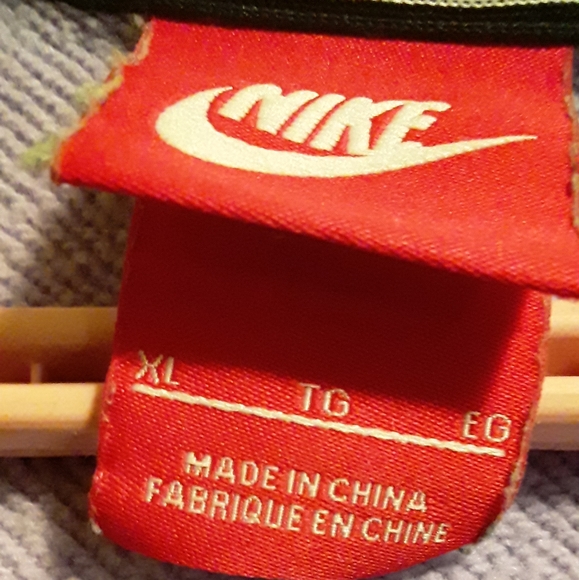 NIKE
XL TG EG
MADE IN CHINA
FABRIQUE EN CHINE